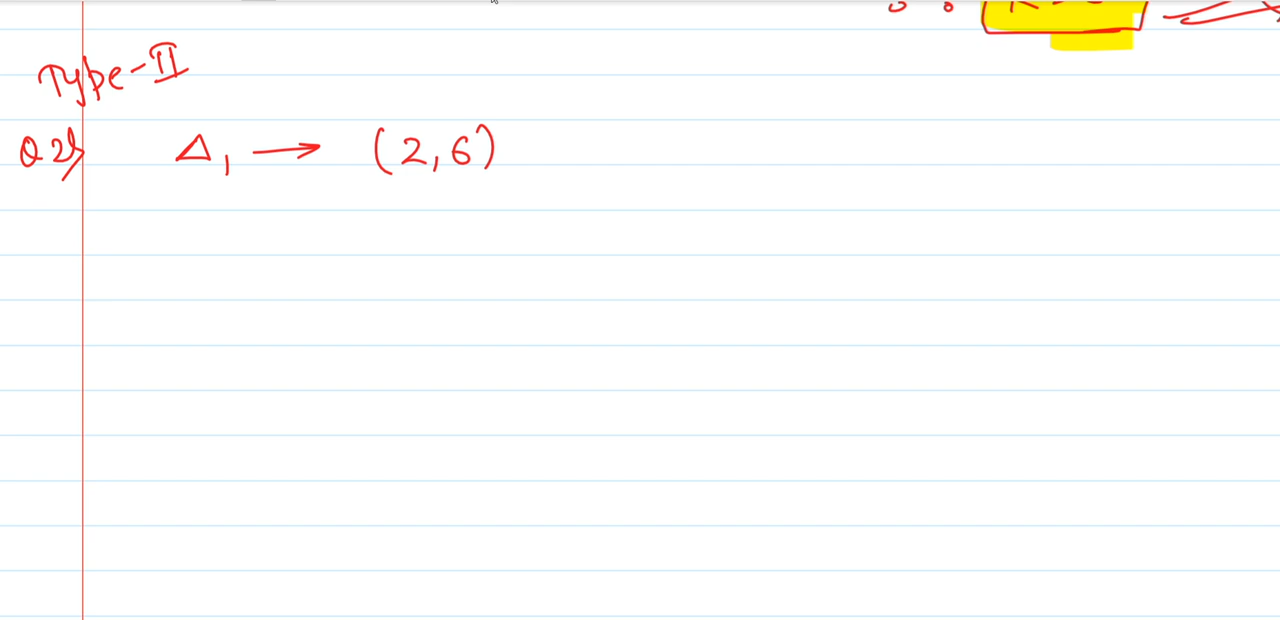 Type-II
Q2) Δ₁ → (2,6)